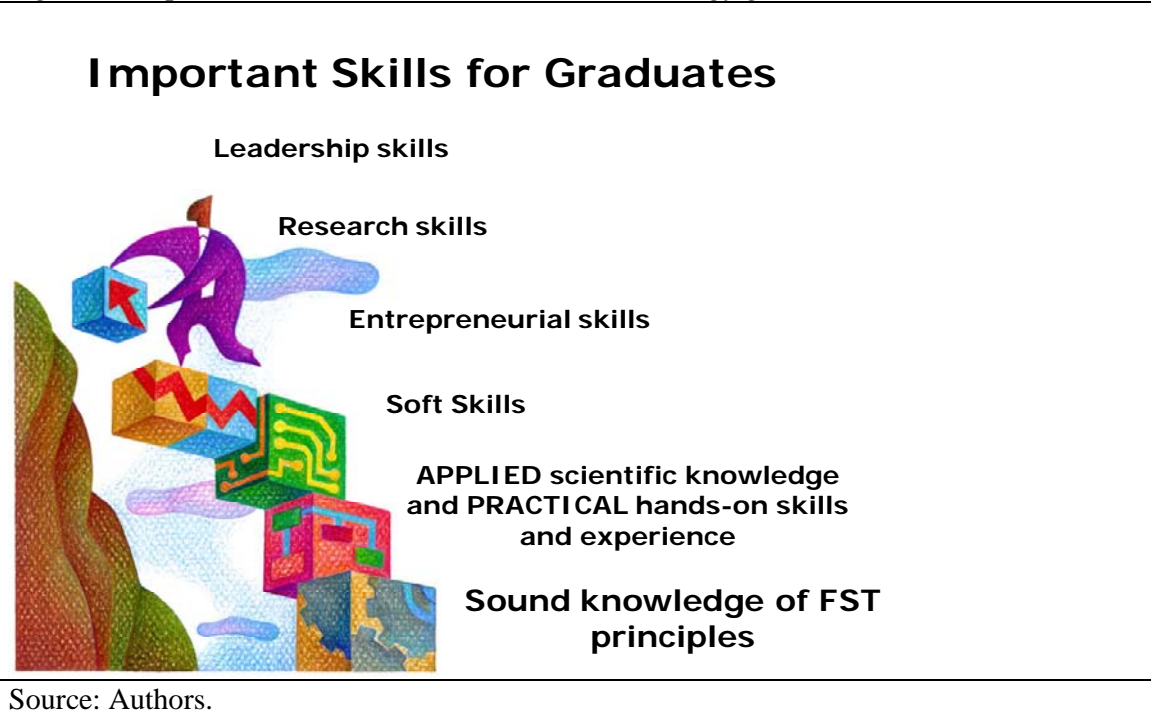 Important Skills for Graduates
Leadership skills
Research skills
Entrepreneurial skills
Soft Skills
APPLIED scientific knowledge
and PRACTICAL hands-on skills
and experience
Sound knowledge of FST
principles
Source: Authors.